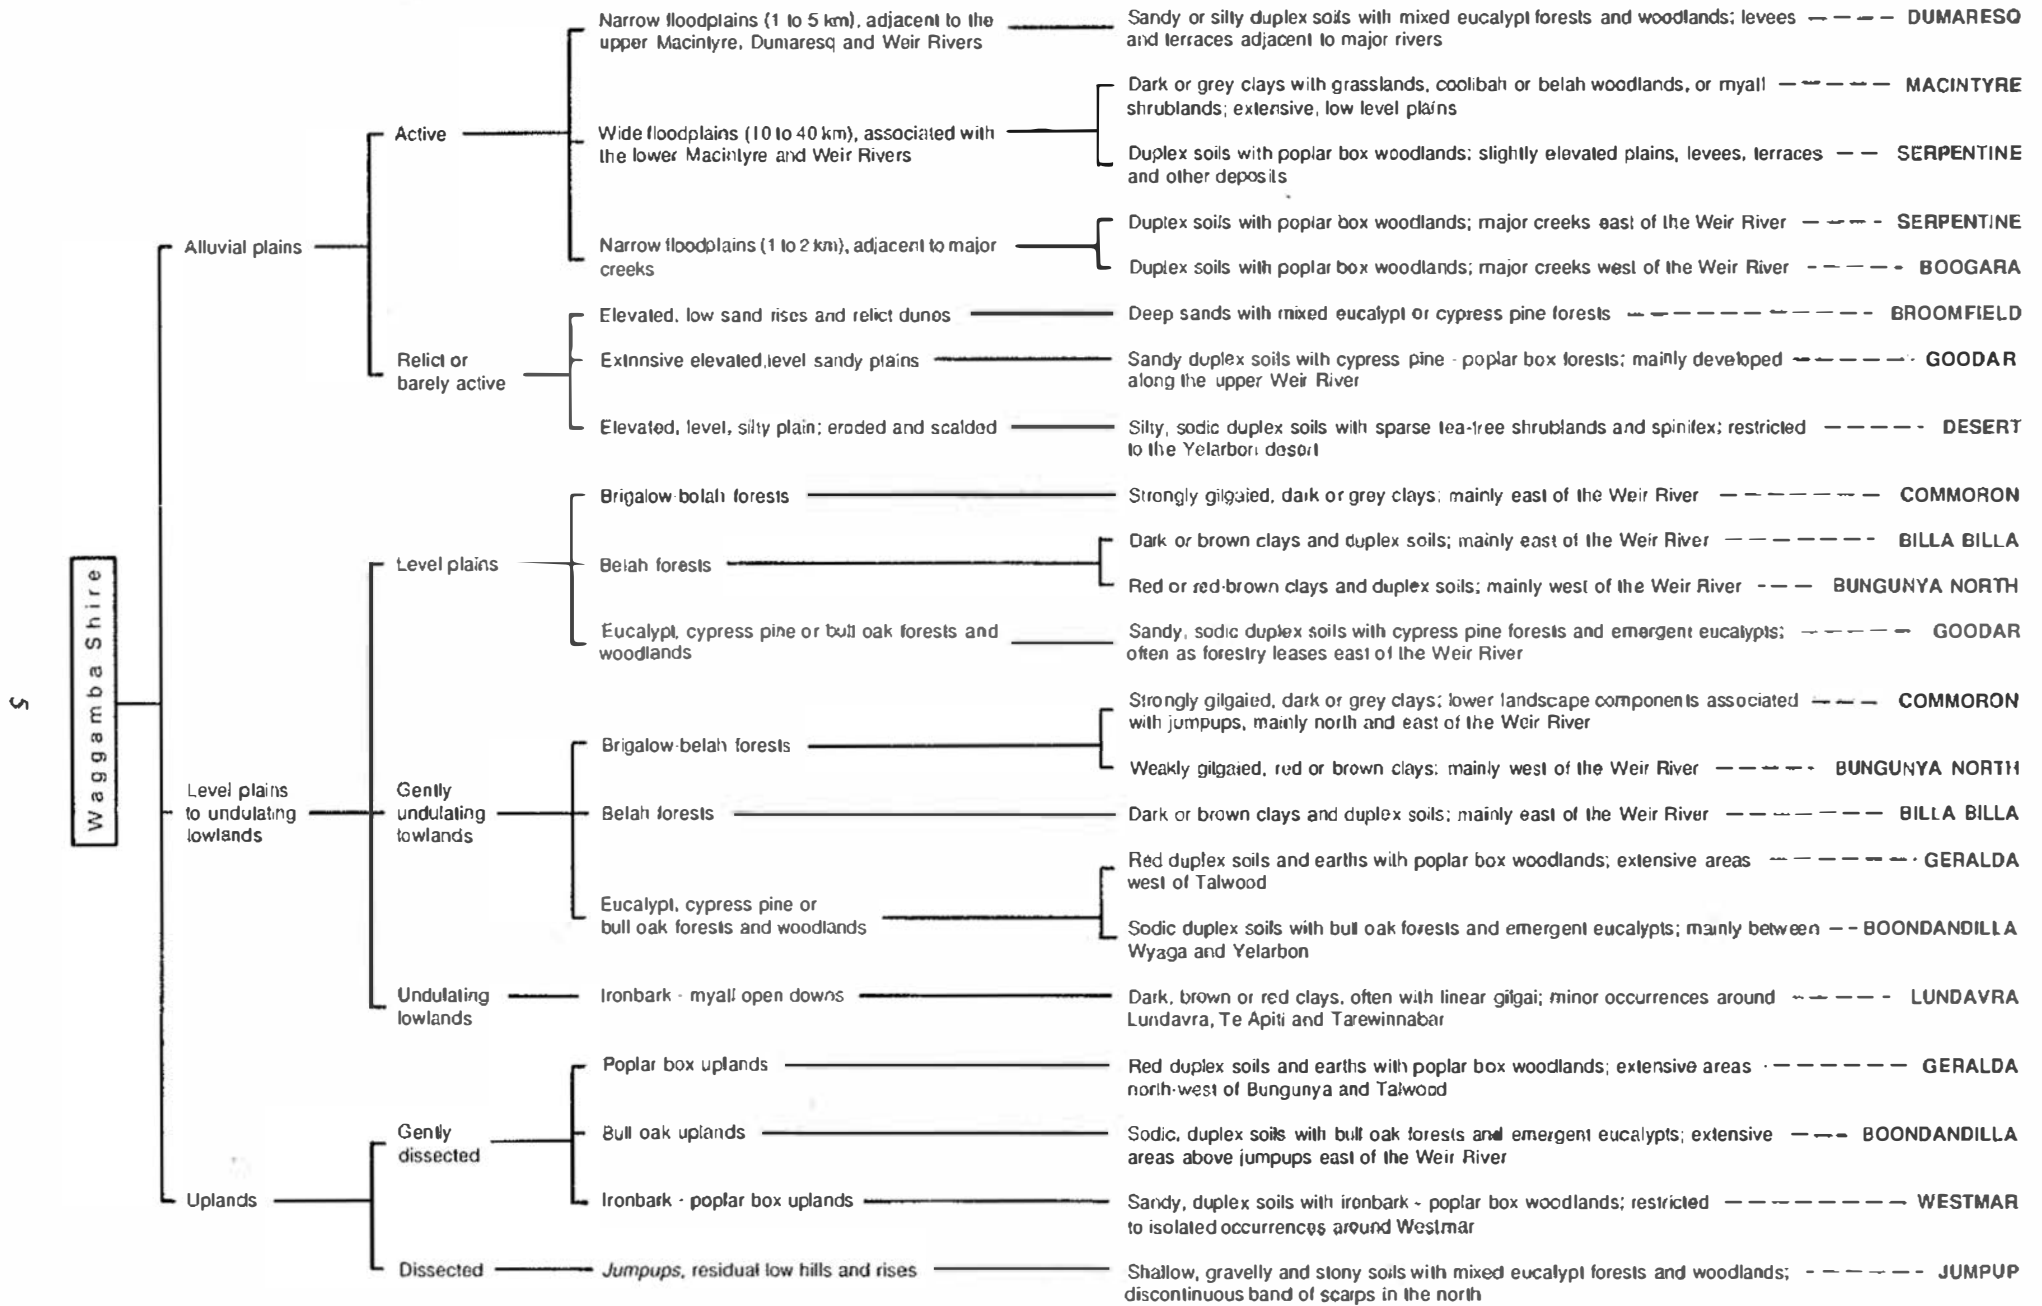 Narrow floodplains (1 to 5 km), adjacent to the
upper Macintyre, Dumaresq and Weir Rivers
Sandy or silty duplex soils with mixed eucalypt forests and woodlands; levees
and terraces adjacent to major rivers
DUMARESQ
Active
Wide floodplains (10 to 40 km), associated with
the lower Macintyre and Weir Rivers
Dark or grey clays with grasslands, coolibah or belah woodlands, or myall
shrublands; extensive, low level plains
MACINTYRE
Duplex soils with poplar box woodlands; slightly elevated plains, levees, terraces
and other deposits
SERPENTINE
Alluvial plains
Narrow floodplains (1 to 2 km), adjacent to major
creeks
Duplex soils with poplar box woodlands; major creeks east of the Weir River
SERPENTINE
Duplex soils with poplar box woodlands; major creeks west of the Weir River
BOOGARA
Relict or
barely active
Elevated, low sand rises and relict dunes
Deep sands with mixed eucalypt or cypress pine forests
BROOMFIELD
Extensive elevated, level sandy plains
Sandy duplex soils with cypress pine - poplar box forests; mainly developed
along the upper Weir River
GOODAR
Elevated, level, silty plain; eroded and scalded
Silty, sodic duplex soils with sparse tea-tree shrublands and spinifex; restricted
to the Yelarbon desert
DESERT
Waggamba Shire
5
Level plains
to undulating
lowlands
Level plains
Brigalow-belah forests
Strongly gilgaied, dark or grey clays; mainly east of the Weir River
COMMORON
Belah forests
Dark or brown clays and duplex soils; mainly east of the Weir River
BILLA BILLA
Red or red-brown clays and duplex soils; mainly west of the Weir River
BUNGUNYA NORTH
Eucalypt, cypress pine or bull oak forests and
woodlands
Sandy, sodic duplex soils with cypress pine forests and emergent eucalypts;
often as forestry leases east of the Weir River
GOODAR
Gently
undulating
lowlands
Brigalow-belah forests
Strongly gilgaied, dark or grey clays; lower landscape components associated
with jumpups, mainly north and east of the Weir River
COMMORON
Weakly gilgaied, red or brown clays; mainly west of the Weir River
BUNGUNYA NORTH
Belah forests
Dark or brown clays and duplex soils; mainly east of the Weir River
BILLA BILLA
Eucalypt, cypress pine or
bull oak forests and woodlands
Red duplex soils and earths with poplar box woodlands; extensive areas
west of Talwood
GERALDA
Sodic duplex soils with bull oak forests and emergent eucalypts; mainly between
Wyaga and Yelarbon
BOONDANDILLA
Undulating
lowlands
Ironbark - myall open downs
Dark, brown or red clays, often with linear gilgai; minor occurrences around
Lundavra, Te Apiti and Tarewinnabar
LUNDAVRA
Uplands
Gently
dissected
Poplar box uplands
Red duplex soils and earths with poplar box woodlands; extensive areas
north-west of Bungunya and Talwood
GERALDA
Bull oak uplands
Sodic, duplex soils with bull oak forests and emergent eucalypts; extensive
areas above jumpups east of the Weir River
BOONDANDILLA
Ironbark - poplar box uplands
Sandy, duplex soils with ironbark - poplar box woodlands; restricted
to isolated occurrences around Westmar
WESTMAR
Dissected
Jumpups, residual low hills and rises
Shallow, gravelly and stony soils with mixed eucalypt forests and woodlands;
discontinuous band of scarps in the north
JUMPUP